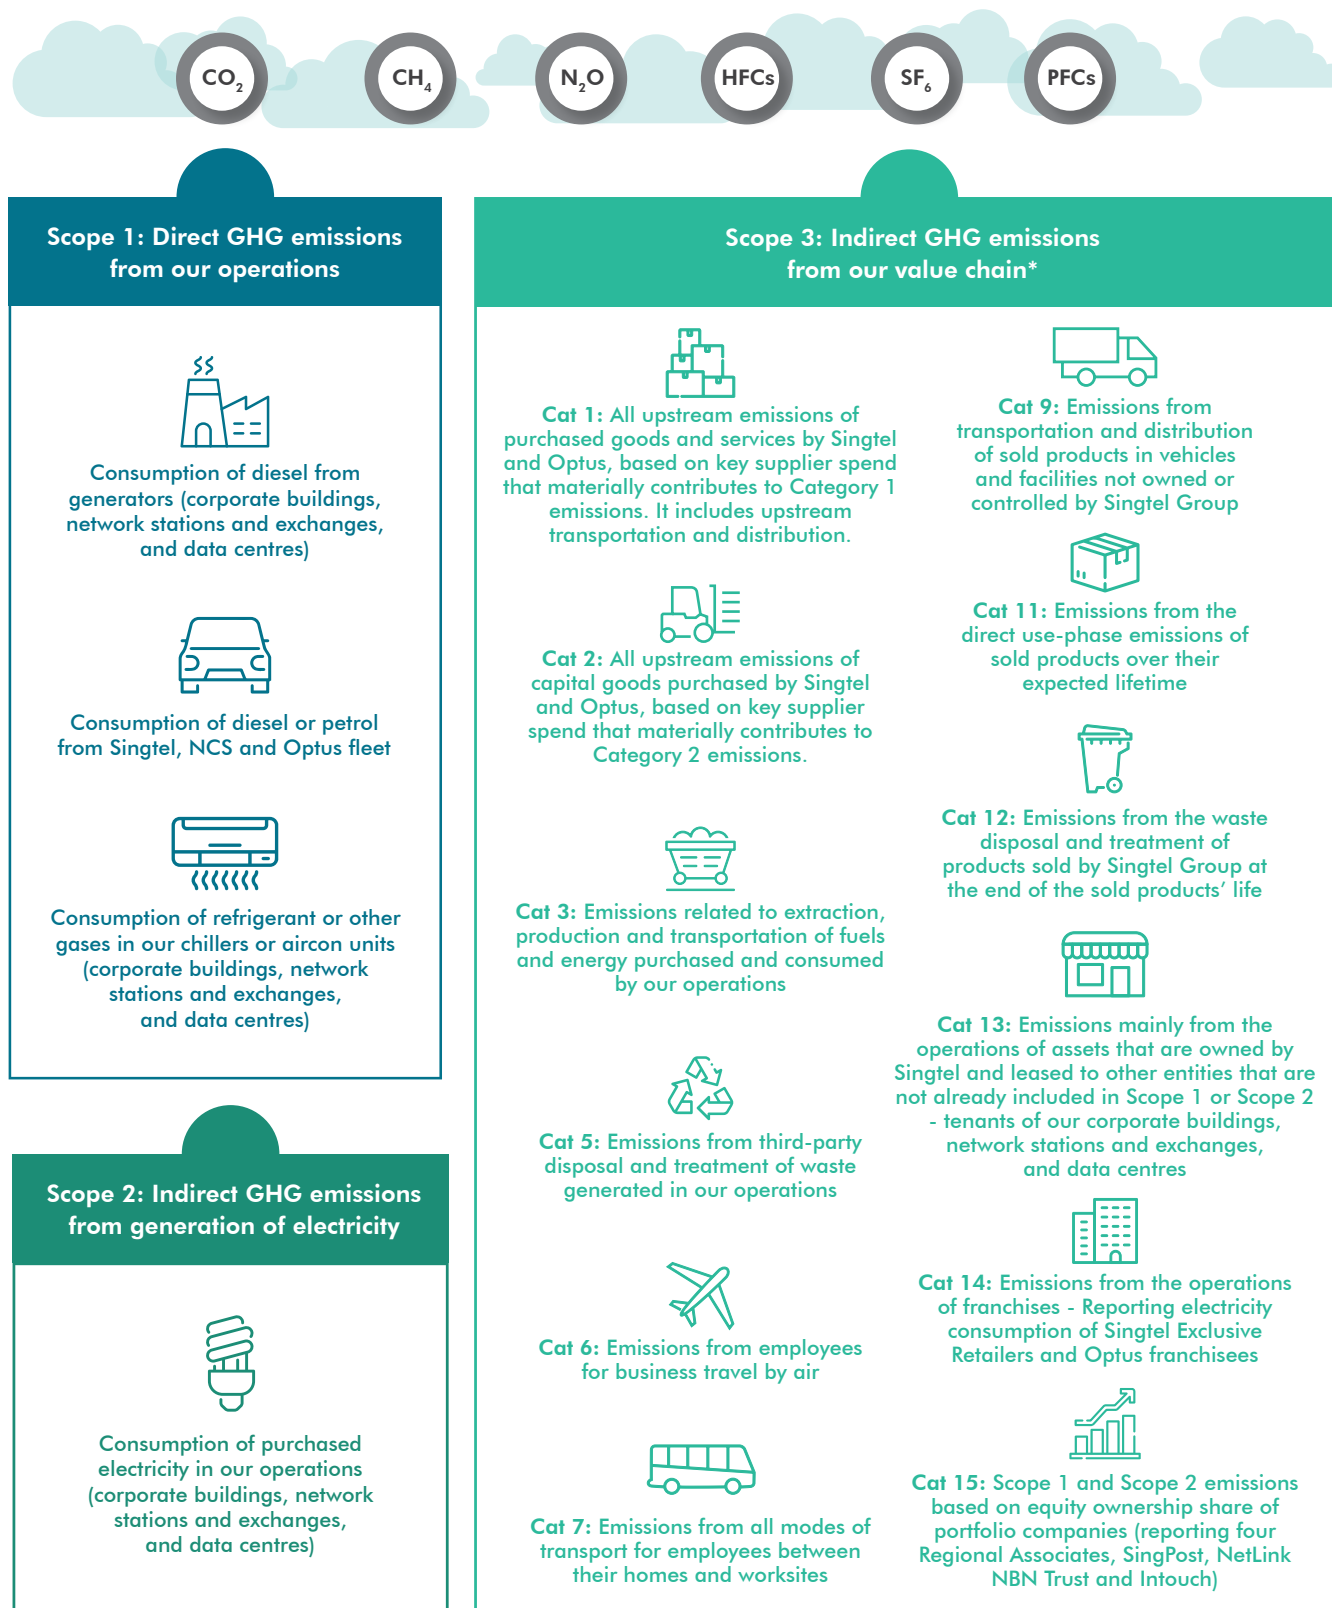 CO2
CH4
N2O
HFCs
SF6
PFCs
Scope 1: Direct GHG emissions
from our operations
Consumption of diesel from
generators (corporate buildings,
network stations and exchanges,
and data centres)
Consumption of diesel or petrol
from Singtel, NCS and Optus fleet
Consumption of refrigerant or other
gases in our chillers or aircon units
(corporate buildings, network
stations and exchanges,
and data centres)
Scope 2: Indirect GHG emissions
from generation of electricity
Consumption of purchased
electricity in our operations
(corporate buildings, network
stations and exchanges,
and data centres)
Scope 3: Indirect GHG emissions
from our value chain*
Cat 1: All upstream emissions of
purchased goods and services by Singtel
and Optus, based on key supplier spend
that materially contributes to Category 1
emissions. It includes upstream
transportation and distribution.
Cat 2: All upstream emissions of
capital goods purchased by Singtel
and Optus, based on key supplier
spend that materially contributes to
Category 2 emissions.
Cat 3: Emissions related to extraction,
production and transportation of fuels
and energy purchased and consumed
by our operations
Cat 5: Emissions from third-party
disposal and treatment of waste
generated in our operations
Cat 6: Emissions from employees
for business travel by air
Cat 7: Emissions from all modes of
transport for employees between
their homes and worksites
Cat 9: Emissions from
transportation and distribution
of sold products in vehicles
and facilities not owned or
controlled by Singtel Group
Cat 11: Emissions from the
direct use-phase emissions of
sold products over their
expected lifetime
Cat 12: Emissions from the waste
disposal and treatment of
products sold by Singtel Group at
the end of the sold products’ life
Cat 13: Emissions mainly from the
operations of assets that are owned by
Singtel and leased to other entities that are
not already included in Scope 1 or Scope 2
- tenants of our corporate buildings,
network stations and exchanges,
and data centres
Cat 14: Emissions from the operations
of franchises - Reporting electricity
consumption of Singtel Exclusive
Retailers and Optus franchisees
Cat 15: Scope 1 and Scope 2 emissions
based on equity ownership share of
portfolio companies (reporting four
Regional Associates, SingPost, NetLink
NBN Trust and Intouch)